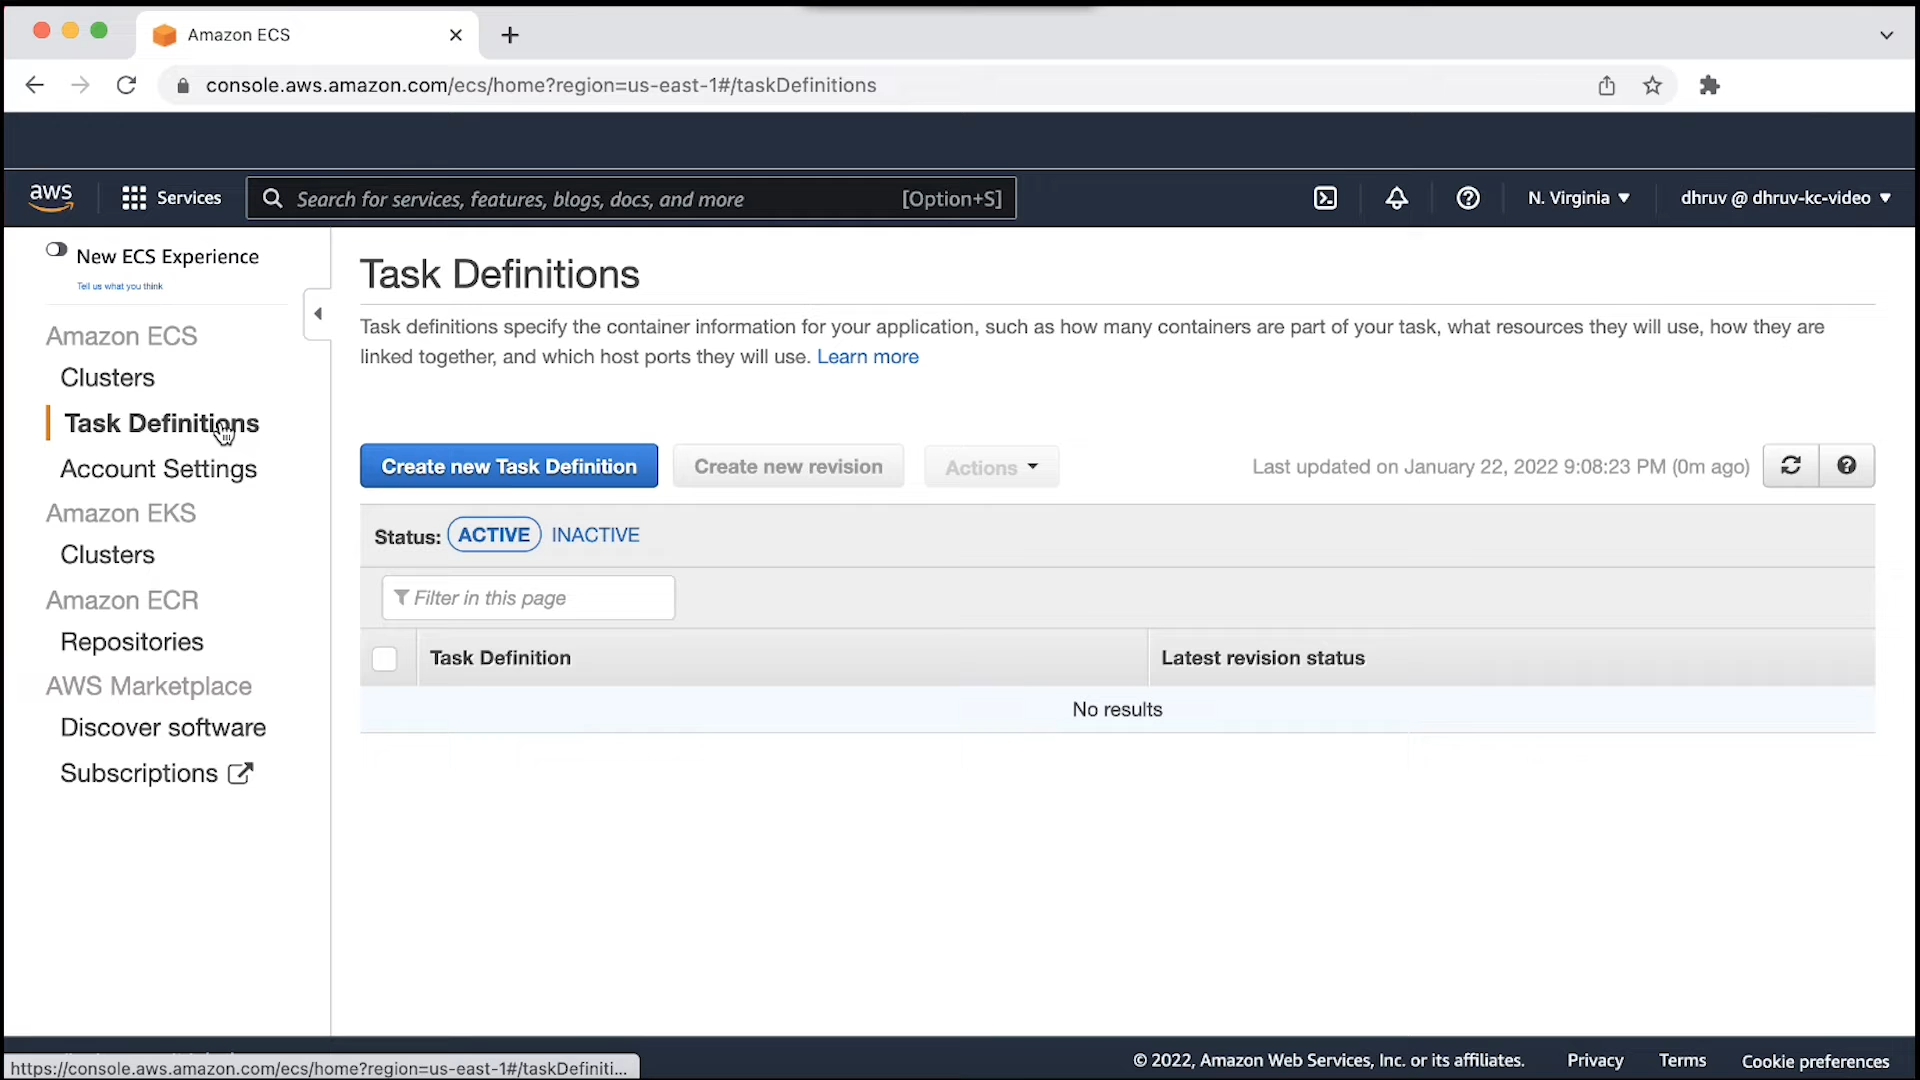 Amazon ECS
console.aws.amazon.com/ecs/home?region=us-east-1#/taskDefinitions
aws
Services
Search for services, features, blogs, docs, and more
[Option+S]
N. Virginia
dhruv @ dhruv-kc-video
New ECS Experience
Tell us what you think
Amazon ECS
Clusters
Task Definitions
Account Settings
Amazon EKS
Clusters
Amazon ECR
Repositories
AWS Marketplace
Discover software
Subscriptions
Task Definitions
Task definitions specify the container information for your application, such as how many containers are part of your task, what resources they will use, how they are
linked together, and which host ports they will use. Learn more
Create new Task Definition
Create new revision
Actions
Last updated on January 22, 2022 9:08:23 PM (0m ago)
Status: ACTIVE INACTIVE
Filter in this page
Task Definition
Latest revision status
No results
https://console.aws.amazon.com/ecs/home?region=us-east-1#/taskDefiniti...
© 2022, Amazon Web Services, Inc. or its affiliates.
Privacy
Terms
Cookie preferences